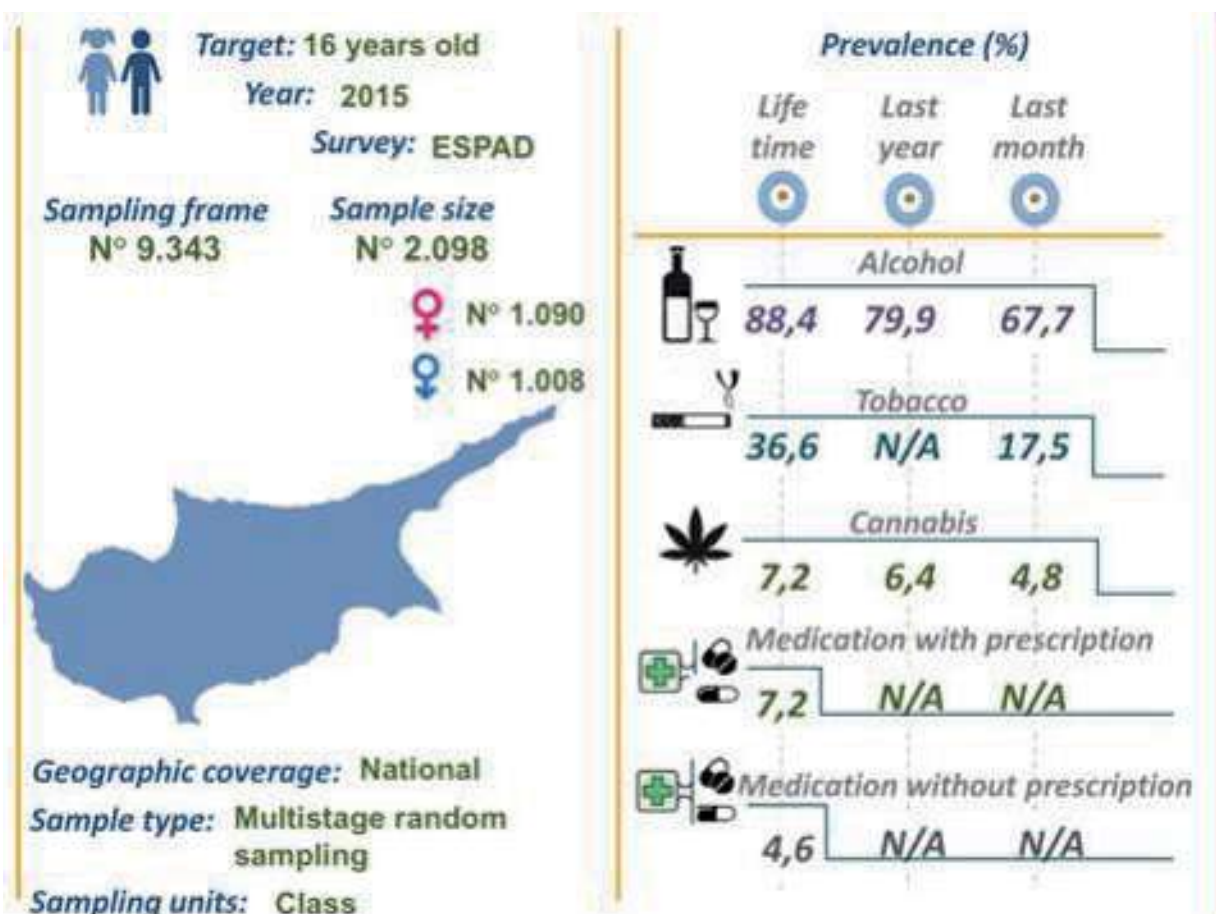 Target: 16 years old
Year: 2015
Survey: ESPAD
Sampling frame
N° 9.343
Sample size
N° 2.098
N° 1.090
N° 1.008
Geographic coverage: National
Sample type: Multistage random
sampling
Sampling units: Class
Prevalence (%)
Life time
Last year
Last month
Alcohol
88,4 79,9 67,7
Tobacco
36,6 N/A 17,5
Cannabis
7,2 6,4 4,8
Medication with prescription
7,2 N/A N/A
Medication without prescription
4,6 N/A N/A